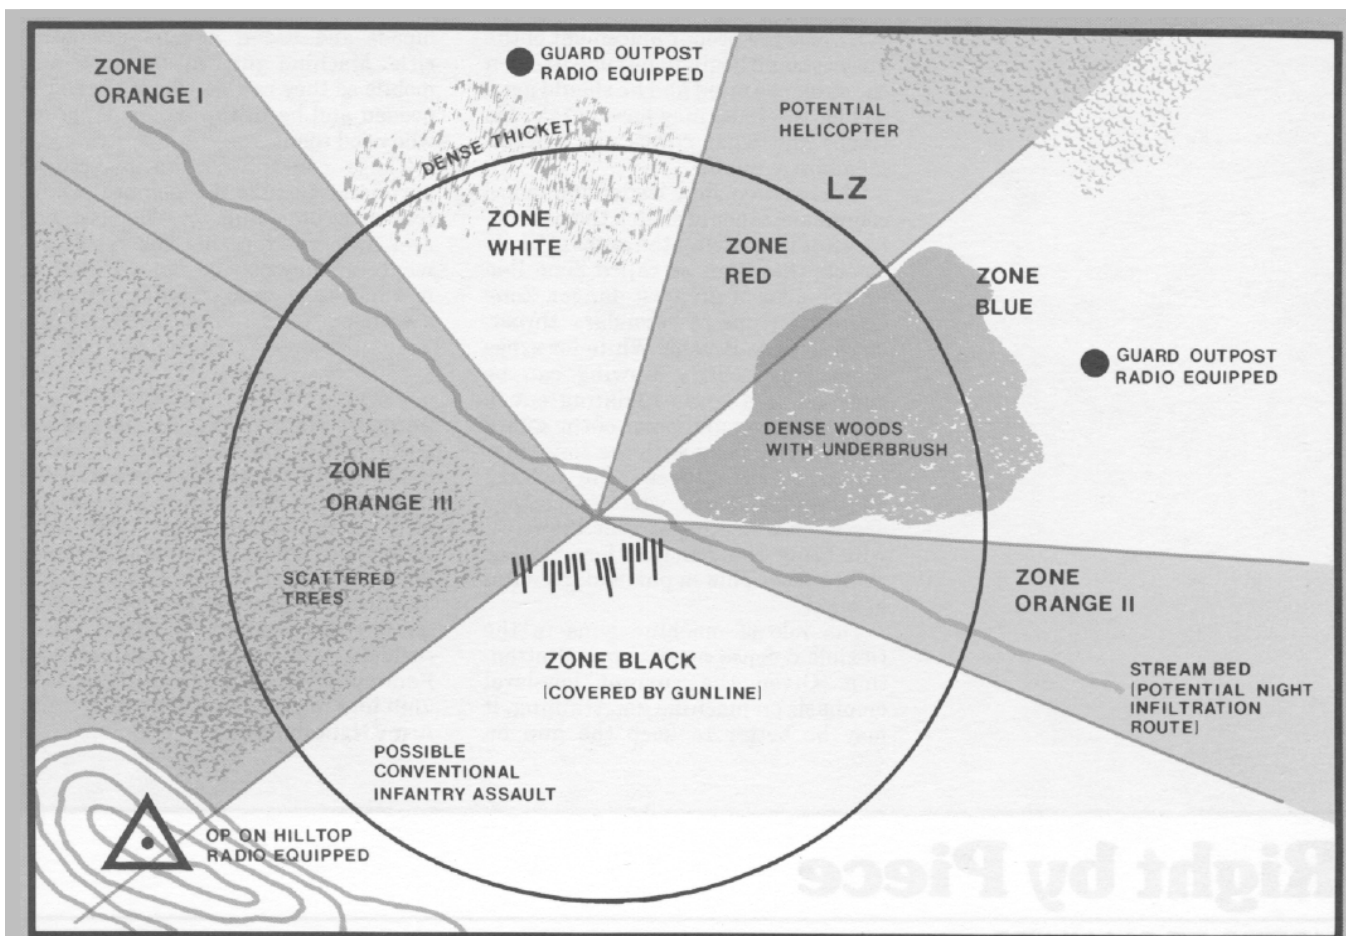 ZONE
ORANGE I
GUARD OUTPOST
RADIO EQUIPPED
POTENTIAL
HELICOPTER
LZ
DENSE THICKET
ZONE
WHITE
ZONE
RED
ZONE
BLUE
GUARD OUTPOST
RADIO EQUIPPED
DENSE WOODS
WITH UNDERBRUSH
ZONE
ORANGE III
SCATTERED
TREES
ZONE
ORANGE II
ZONE BLACK
[COVERED BY GUNLINE]
STREAM BED
[POTENTIAL NIGHT
INFILTRATION
ROUTE]
POSSIBLE
CONVENTIONAL
INFANTRY ASSAULT
OP ON HILLTOP
RADIO EQUIPPED
Right by Piece